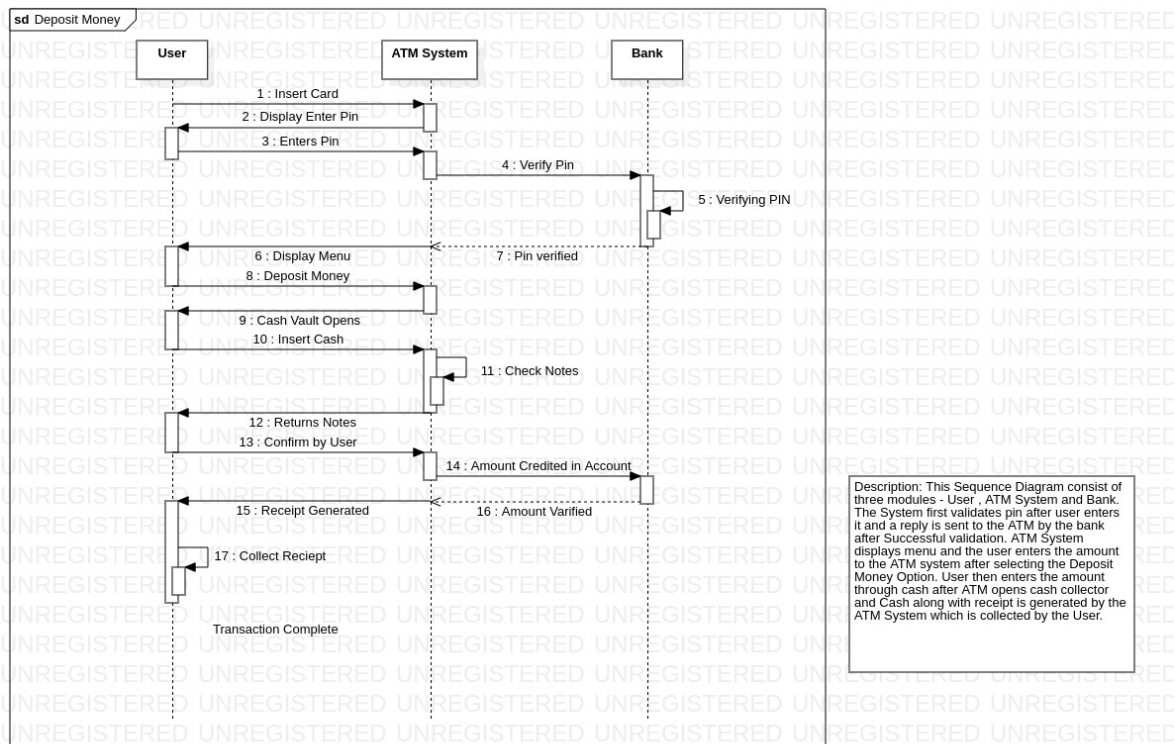 sd Deposit Money
User
ATM System
Bank
1 : Insert Card
2 : Display Enter Pin
3 : Enters Pin
4 : Verify Pin
5 : Verifying PIN
6 : Display Menu
7 : Pin verified
8 : Deposit Money
9 : Cash Vault Opens
10 : Insert Cash
11 : Check Notes
12 : Returns Notes
13 : Confirm by User
14 : Amount Credited in Account
15 : Receipt Generated
16 : Amount Varified
17 : Collect Reciept
Transaction Complete
Description: This Sequence Diagram consist of
three modules - User , ATM System and Bank.
The System first validates pin after user enters
it and a reply is sent to the ATM by the bank
after Successful validation. ATM System
displays menu and the user enters the amount
to the ATM system after selecting the Deposit
Money Option. User then enters the amount
through cash after ATM opens cash collector
and Cash along with receipt is generated by the
ATM System which is collected by the User.
UNREGISTERED